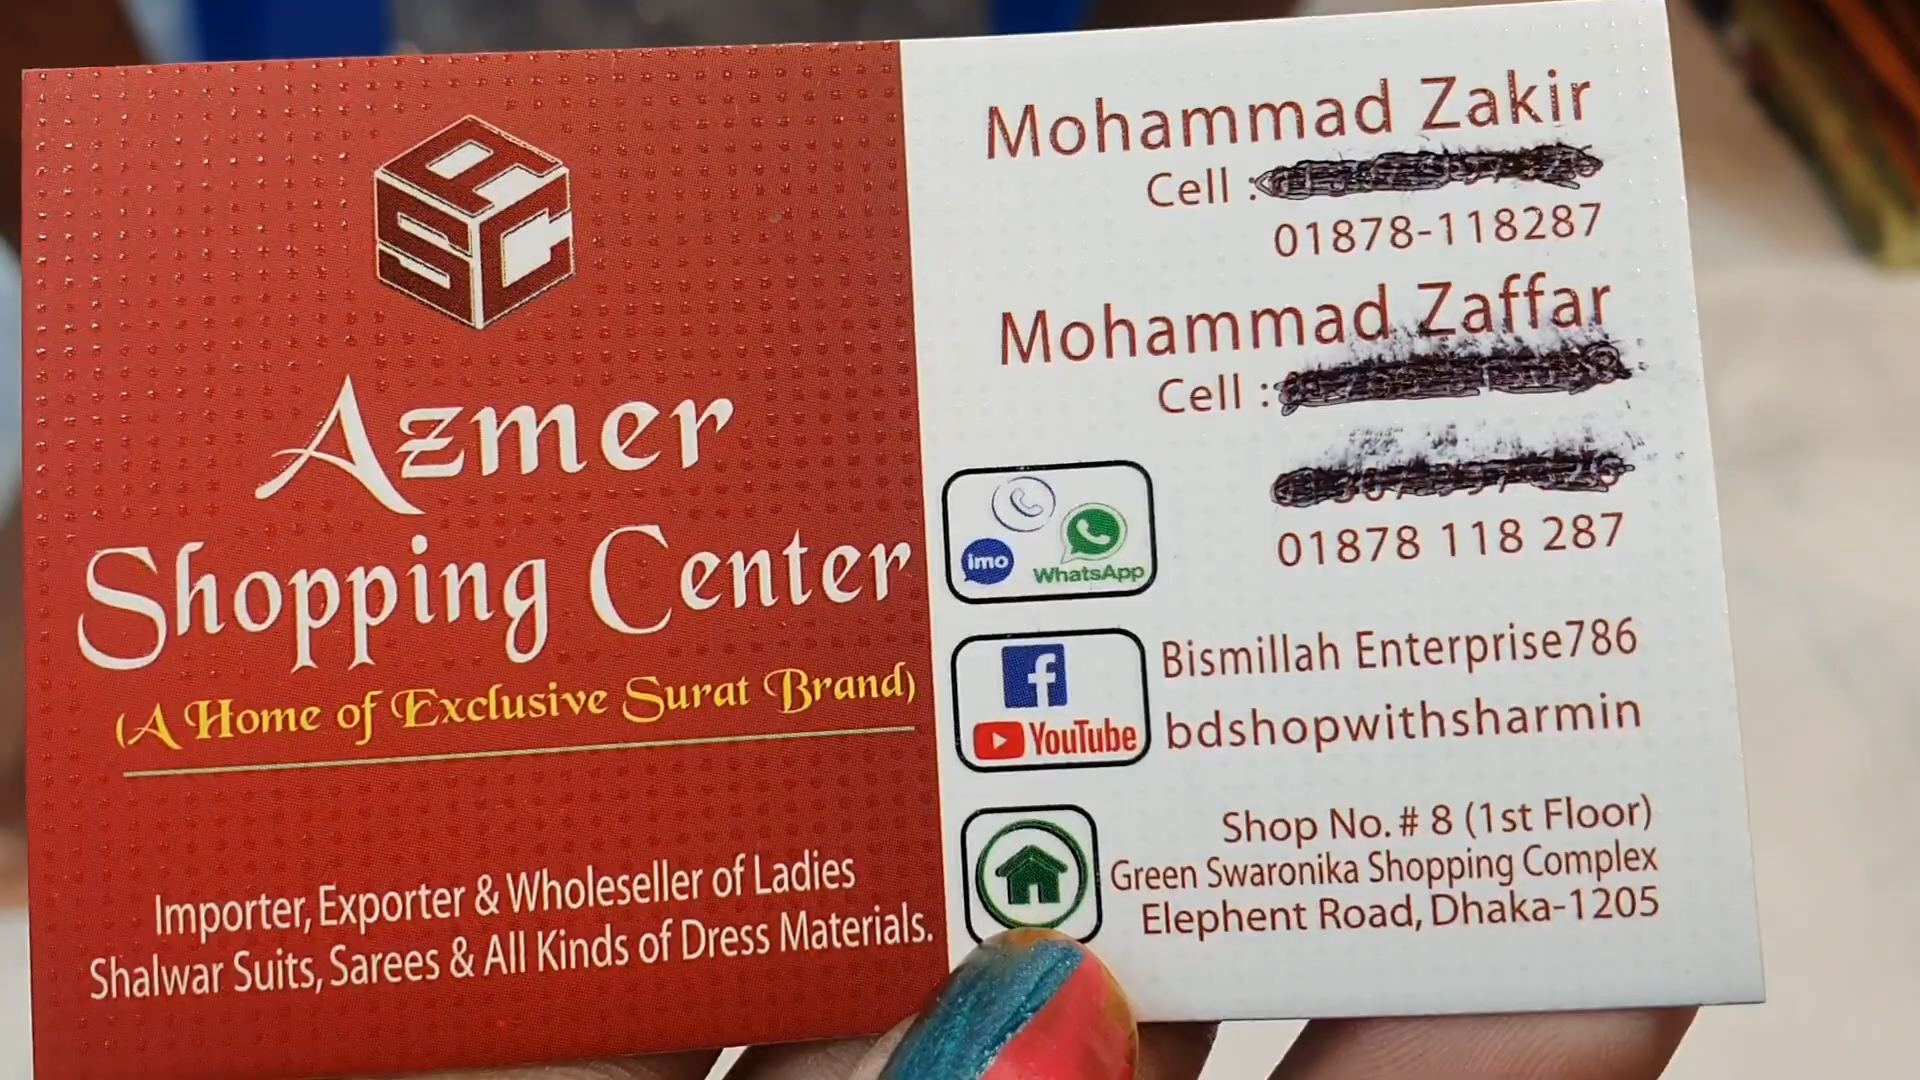 ASC
Azmer
Shopping Center
(A Home of Exclusive Surat Brand)
Importer, Exporter & Wholeseller of Ladies
Shalwar Suits, Sarees & All Kinds of Dress Materials.
Mohammad Zakir
Cell :
01878-118287
Mohammad Zaffar
Cell :
01878 118 287
imo
WhatsApp
f
YouTube
Bismillah Enterprise786
bdshopwithsharmin
Shop No. # 8 (1st Floor)
Green Swaronika Shopping Complex
Elephent Road, Dhaka-1205